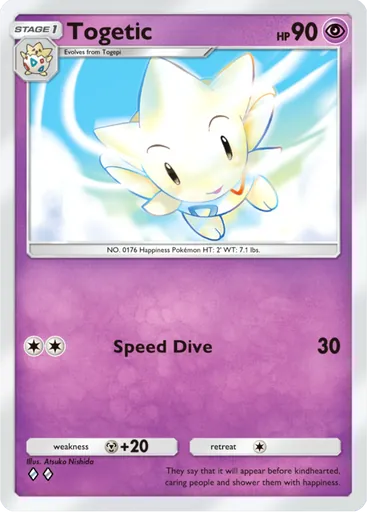 STAGE 1
Togetic
HP 90
Evolves from Togepi
NO. 0176 Happiness Pokémon HT: 2' WT: 7.1 lbs.
Speed Dive 30
weakness +20 retreat
Illus. Atsuko Nishida
They say that it will appear before kindhearted,
caring people and shower them with happiness.